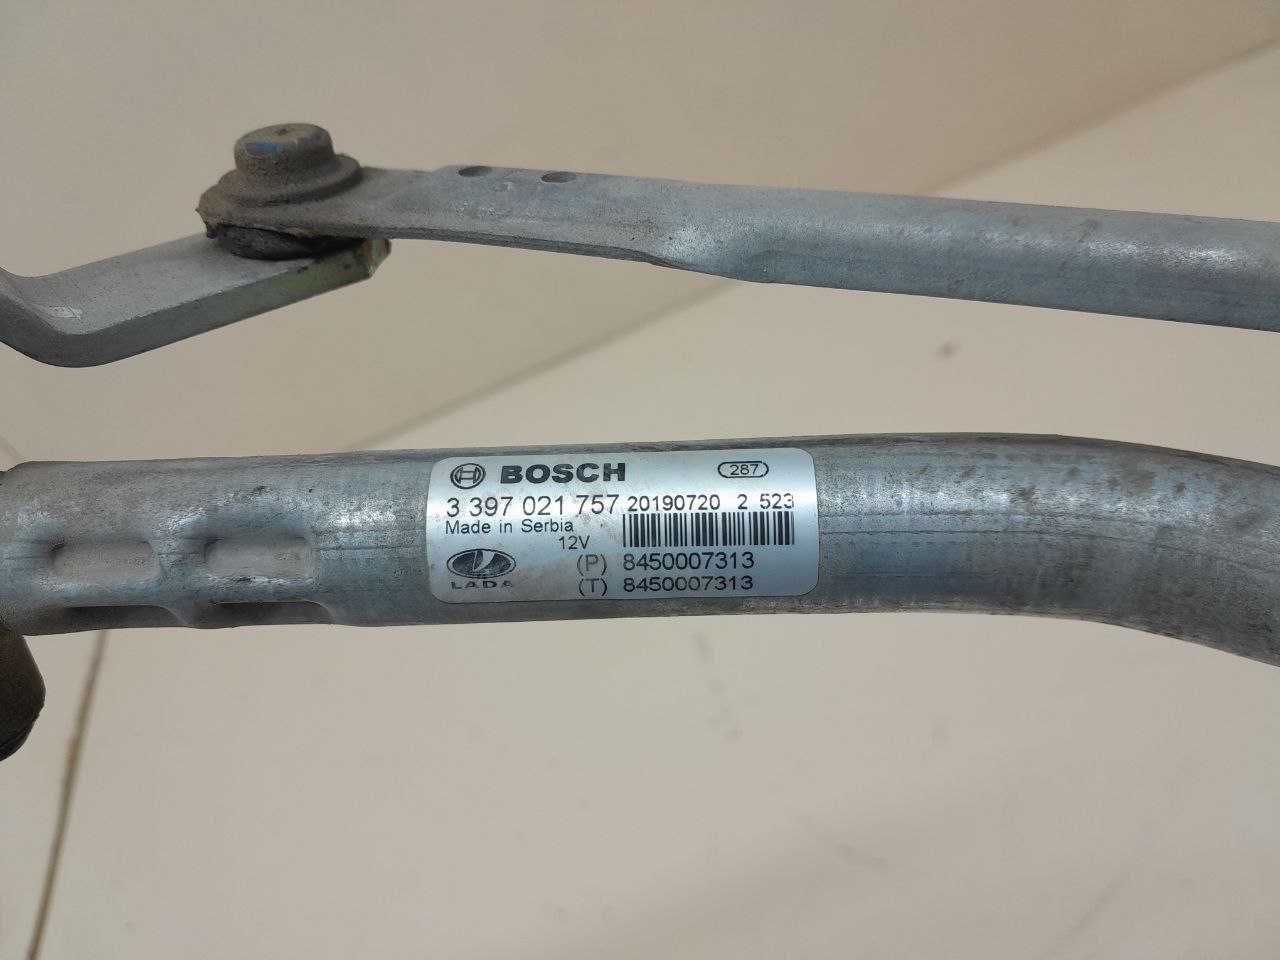 BOSCH 287
3 397 021 757 20190720 2 523
Made in Serbia
12V
(P) 8450007313
LADA (T) 8450007313